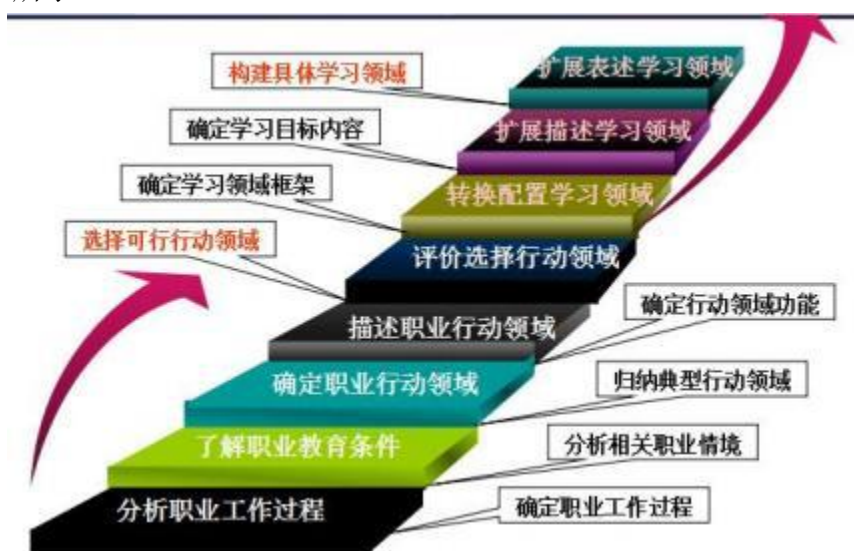 构建具体学习领域
扩展表述学习领域
确定学习目标内容
扩展描述学习领域
确定学习领域框架
转换配置学习领域
选择可行行动领域
评价选择行动领域
描述职业行动领域
确定行动领域功能
确定职业行动领域
归纳典型行动领域
了解职业教育条件
分析相关职业情境
分析职业工作过程
确定职业工作过程